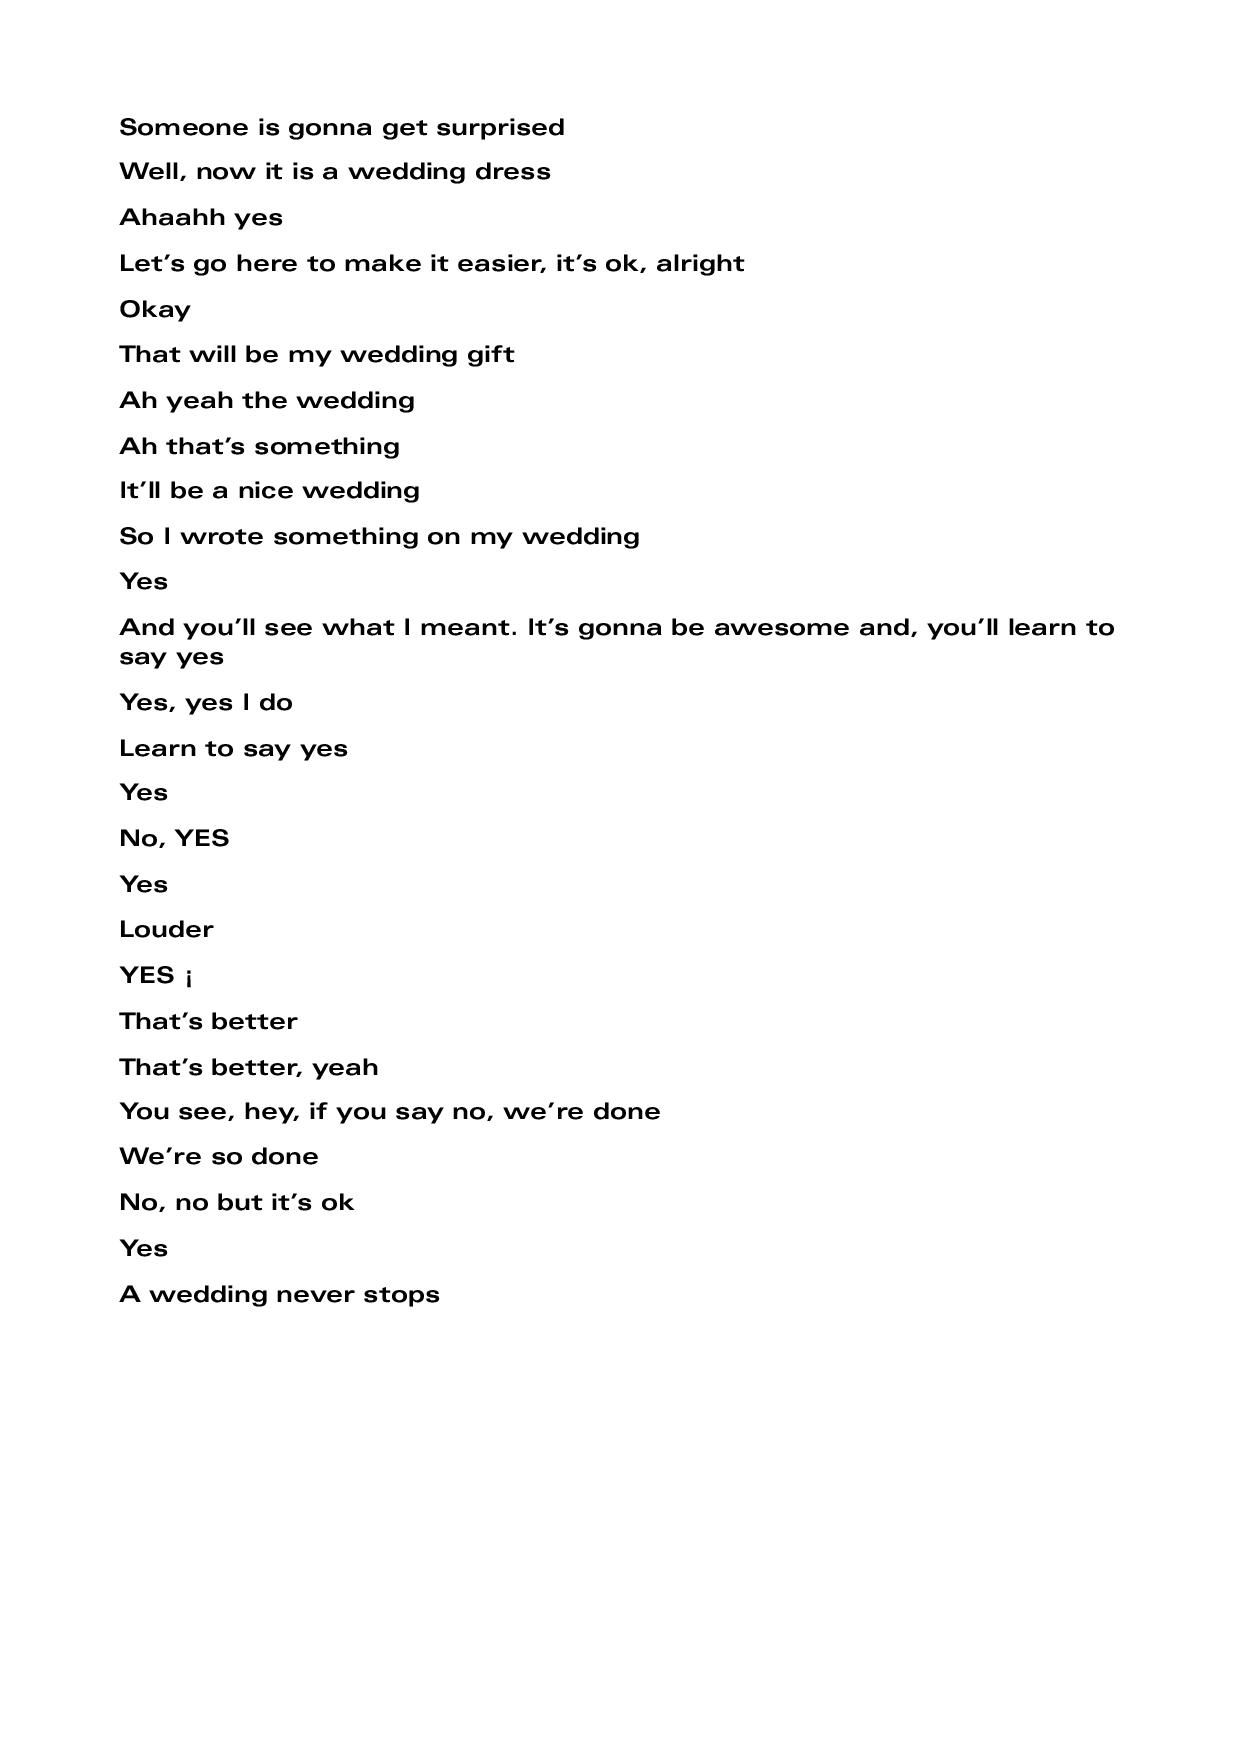 Someone is gonna get surprised
Well, now it is a wedding dress
Ahaahh yes
Let’s go here to make it easier, it’s ok, alright
Okay
That will be my wedding gift
Ah yeah the wedding
Ah that’s something
It’ll be a nice wedding
So I wrote something on my wedding
Yes
And you’ll see what I meant. It’s gonna be awesome and, you’ll learn to
say yes
Yes, yes I do
Learn to say yes
Yes
No, YES
Yes
Louder
YES ¡
That’s better
That’s better, yeah
You see, hey, if you say no, we’re done
We’re so done
No, no but it’s ok
Yes
A wedding never stops